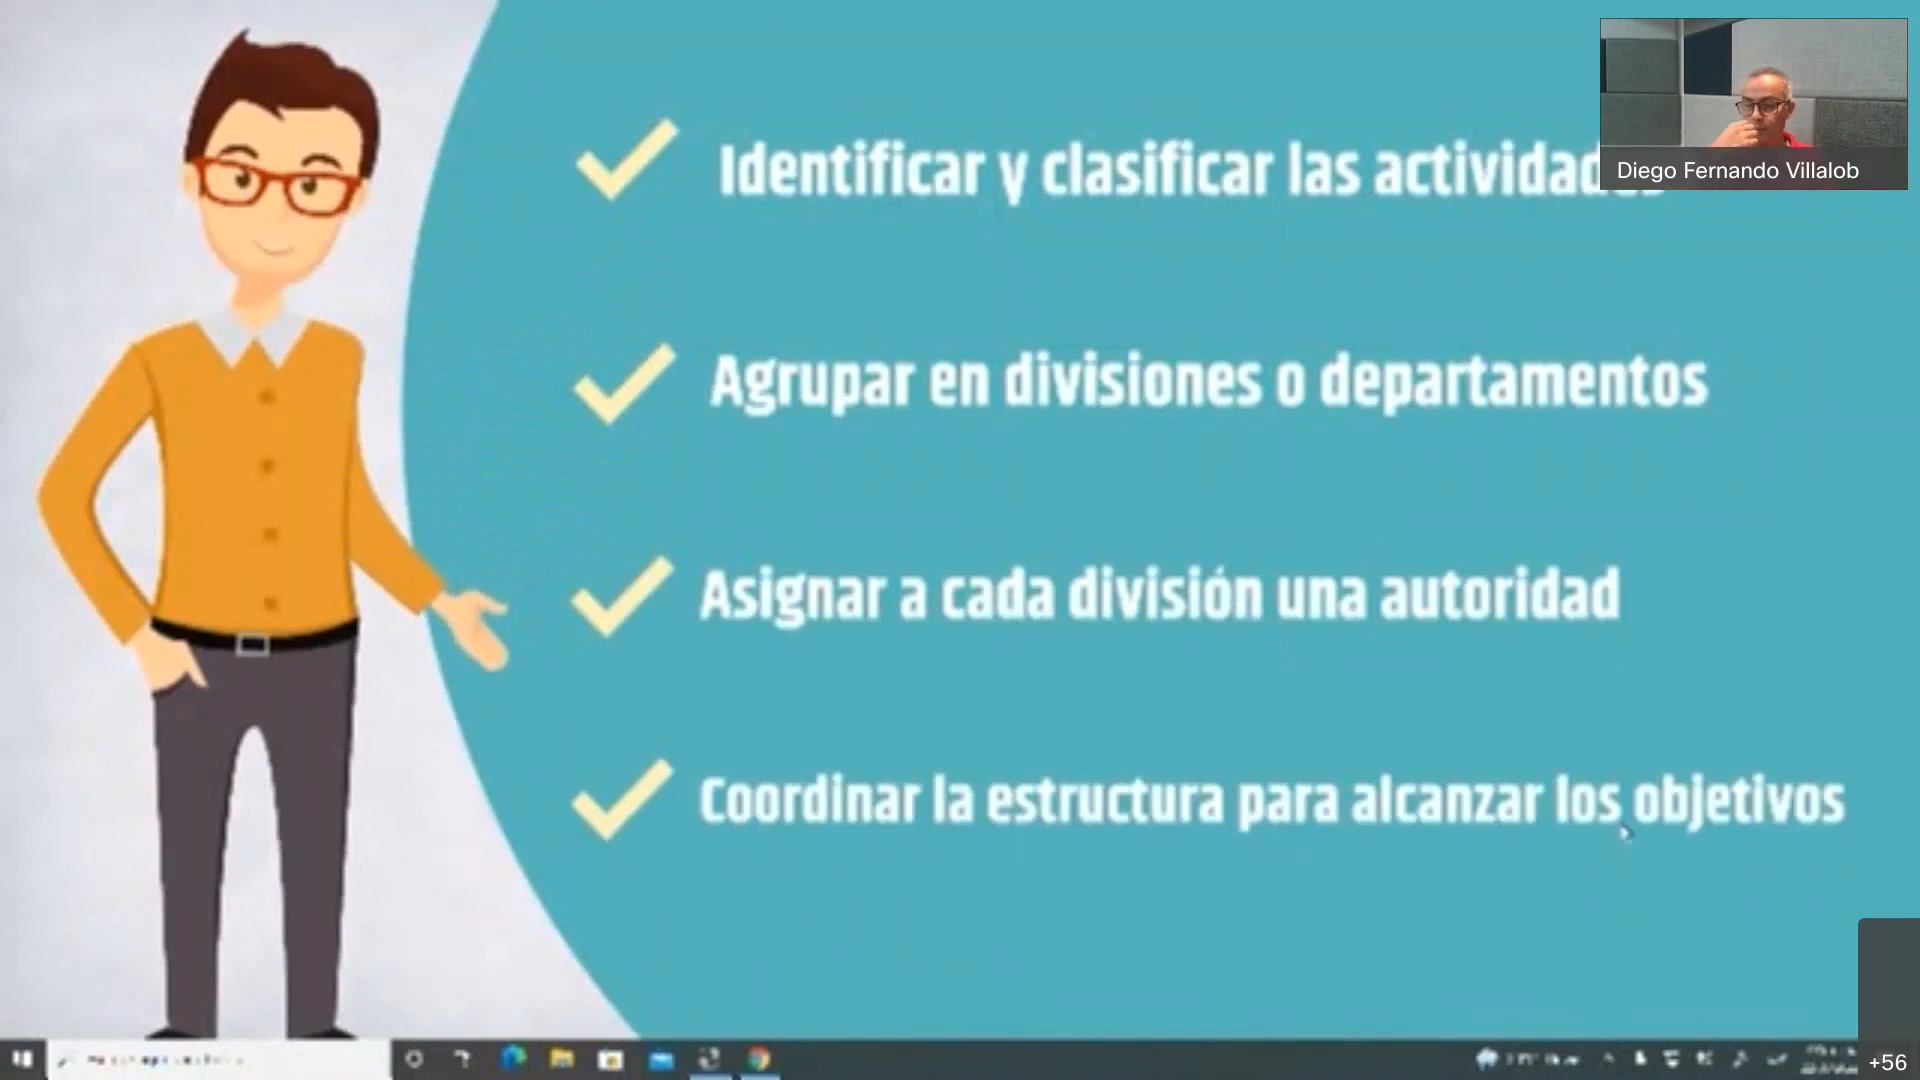 Identificar y clasificar las
Diego Fernando Villalob
Agrupar en divisiones o departamentos
Asignar a cada división una autoridad
Coordinar la estructura para alcanzar los objetivos
+56